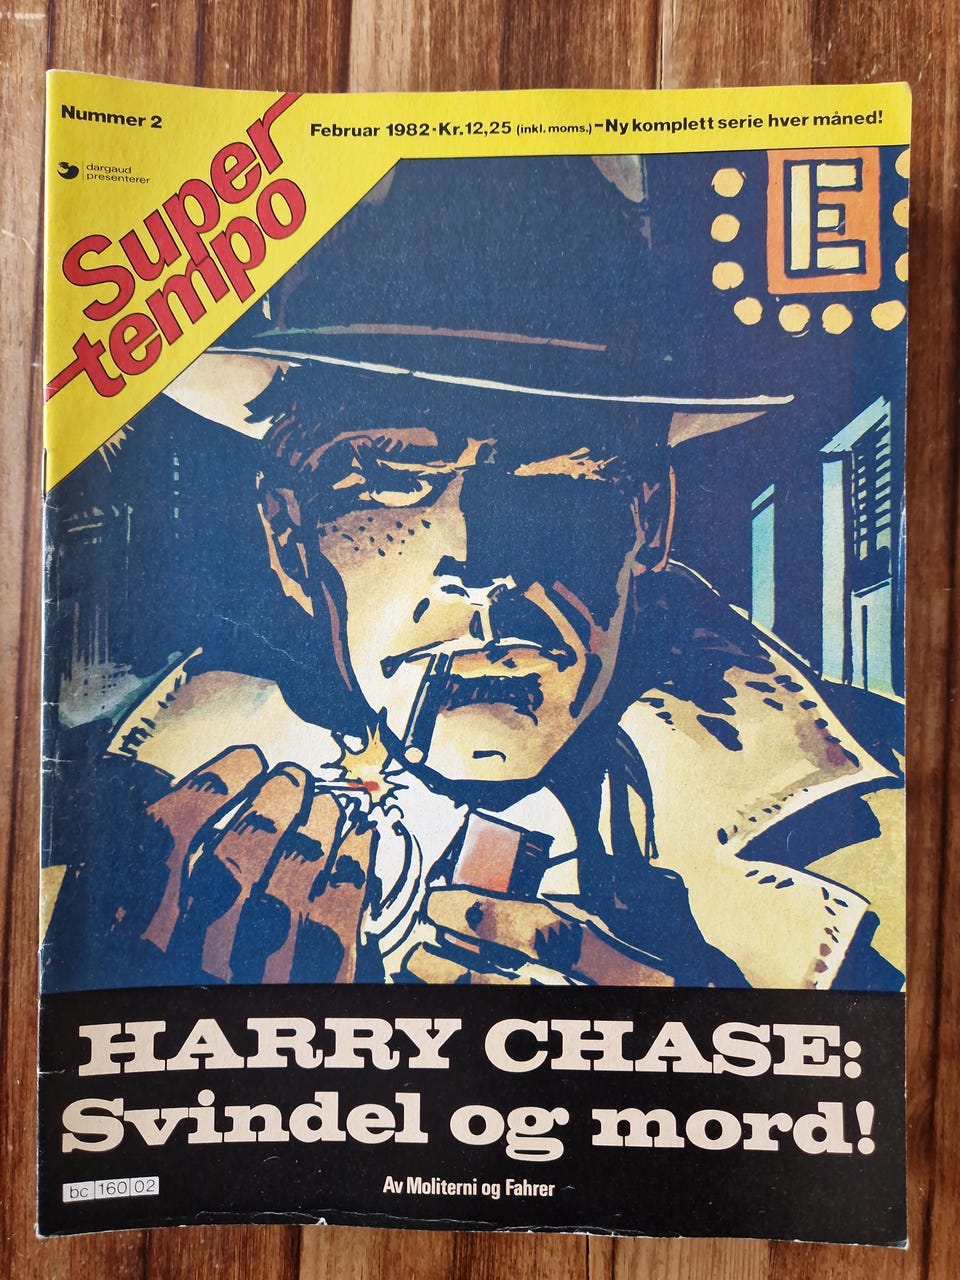 Nummer 2
Februar 1982·Kr.12,25 (inkl. moms.)–Ny komplett serie hver måned!
dargaud
presenterer
Super
tempo
E
HARRY CHASE:
Svindel og mord!
Av Moliterni og Fahrer
bc 160 02